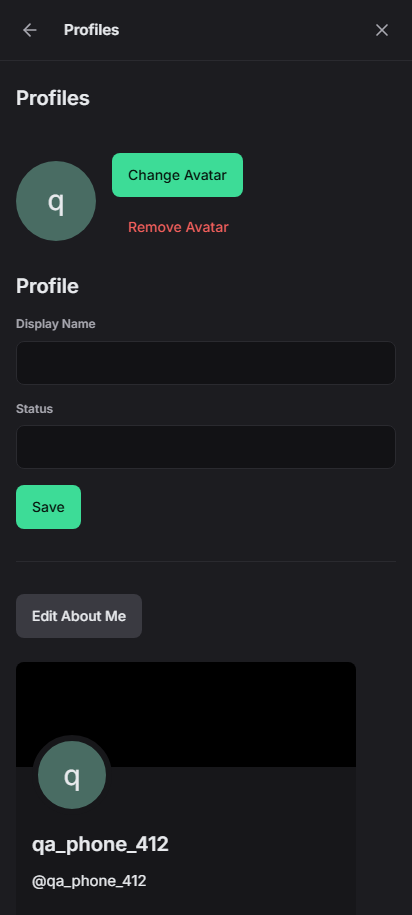 Profiles
Profiles
q
Change Avatar
Remove Avatar
Profile
Display Name
Status
Save
Edit About Me
q
qa_phone_412
@qa_phone_412